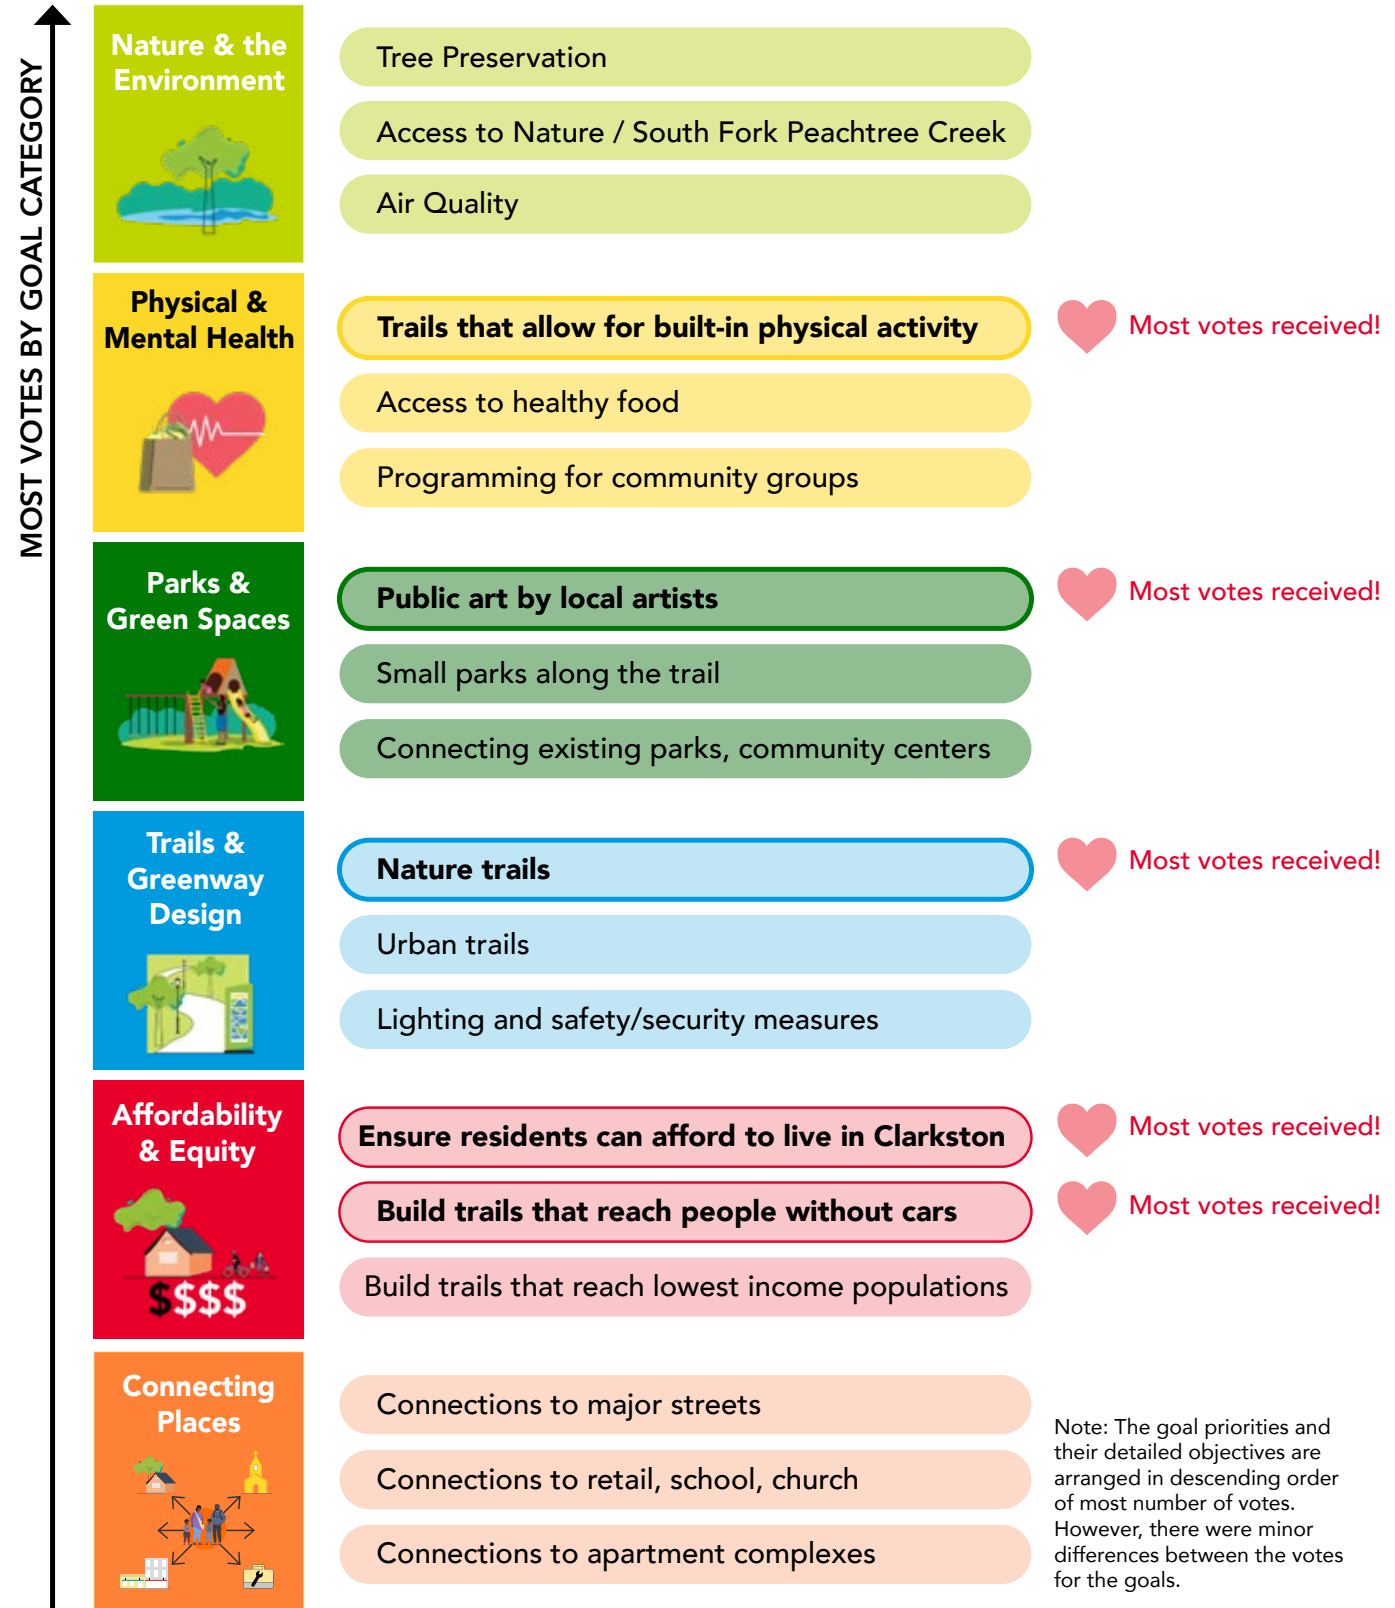 MOST VOTES BY GOAL CATEGORY
Nature & the
Environment
Tree Preservation
Access to Nature / South Fork Peachtree Creek
Air Quality
Physical &
Mental Health
Trails that allow for built-in physical activity
Most votes received!
Access to healthy food
Programming for community groups
Parks &
Green Spaces
Public art by local artists
Most votes received!
Small parks along the trail
Connecting existing parks, community centers
Trails &
Greenway
Design
Nature trails
Most votes received!
Urban trails
Lighting and safety/security measures
Affordability
& Equity
$$$$
Ensure residents can afford to live in Clarkston
Most votes received!
Build trails that reach people without cars
Most votes received!
Build trails that reach lowest income populations
Connecting
Places
Connections to major streets
Connections to retail, school, church
Connections to apartment complexes
Note: The goal priorities and
their detailed objectives are
arranged in descending order
of most number of votes.
However, there were minor
differences between the votes
for the goals.